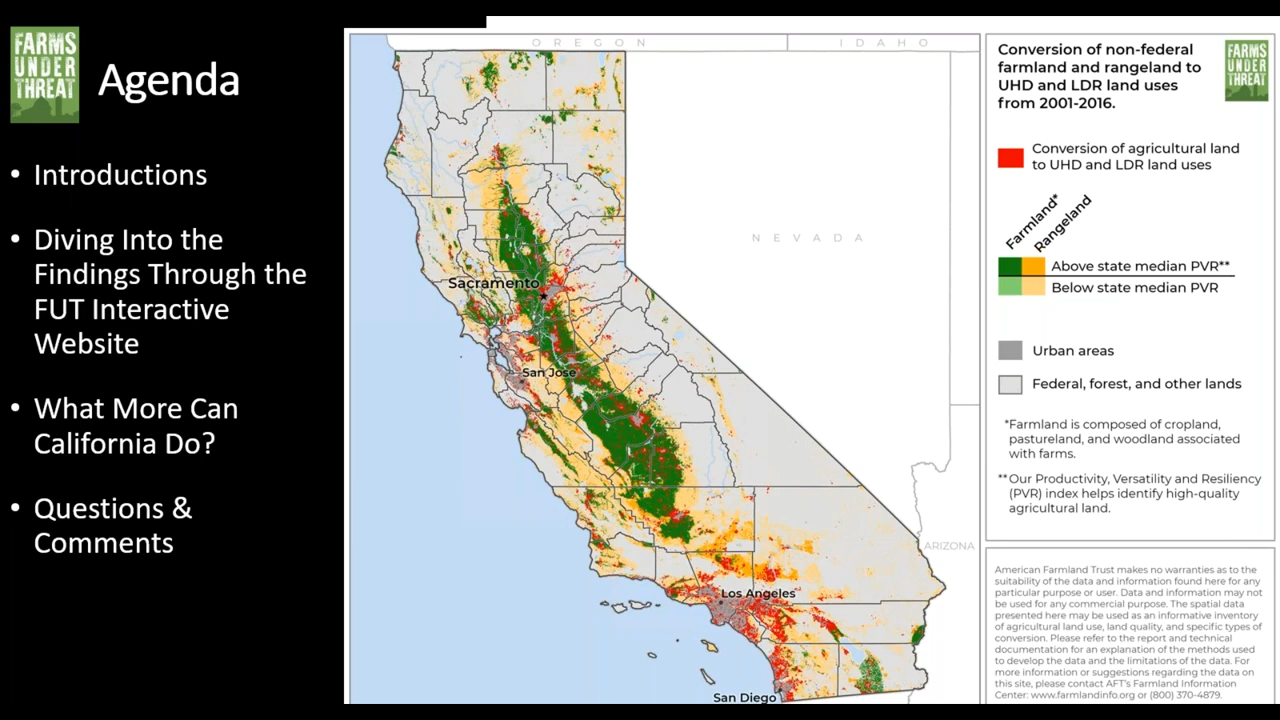 FARMS
UNDER
THREAT
Agenda
• Introductions
• Diving Into the
Findings Through the
FUT Interactive
Website
• What More Can
California Do?
• Questions &
Comments
OREGON
IDAHO
NEVADA
ARIZONA
Sacramento
San Jose
Los Angeles
San Diego
Conversion of non-federal
farmland and rangeland to
UHD and LDR land uses
from 2001-2016.
FARMS
UNDER
THREAT
Conversion of agricultural land
to UHD and LDR land uses
Farmland*
Rangeland
Above state median PVR**
Below state median PVR
Urban areas
Federal, forest, and other lands
*Farmland is composed of cropland,
pastureland, and woodland associated
with farms.
**Our Productivity, Versatility and Resiliency
(PVR) index helps identify high-quality
agricultural land.
American Farmland Trust makes no warranties as to the
suitability of the data and information found here for any
particular purpose or user. Data and information may not
be used for any commercial purpose. The spatial data
presented here may be used as an informative inventory
of agricultural land use, land quality, and specific types of
conversion. Please refer to the report and technical
documentation for an explanation of the methods used
to develop the data and the limitations of the data. For
more information or suggestions regarding the data on
this site, please contact AFT's Farmland Information
Center: www.farmlandinfo.org or (800) 370-4879.